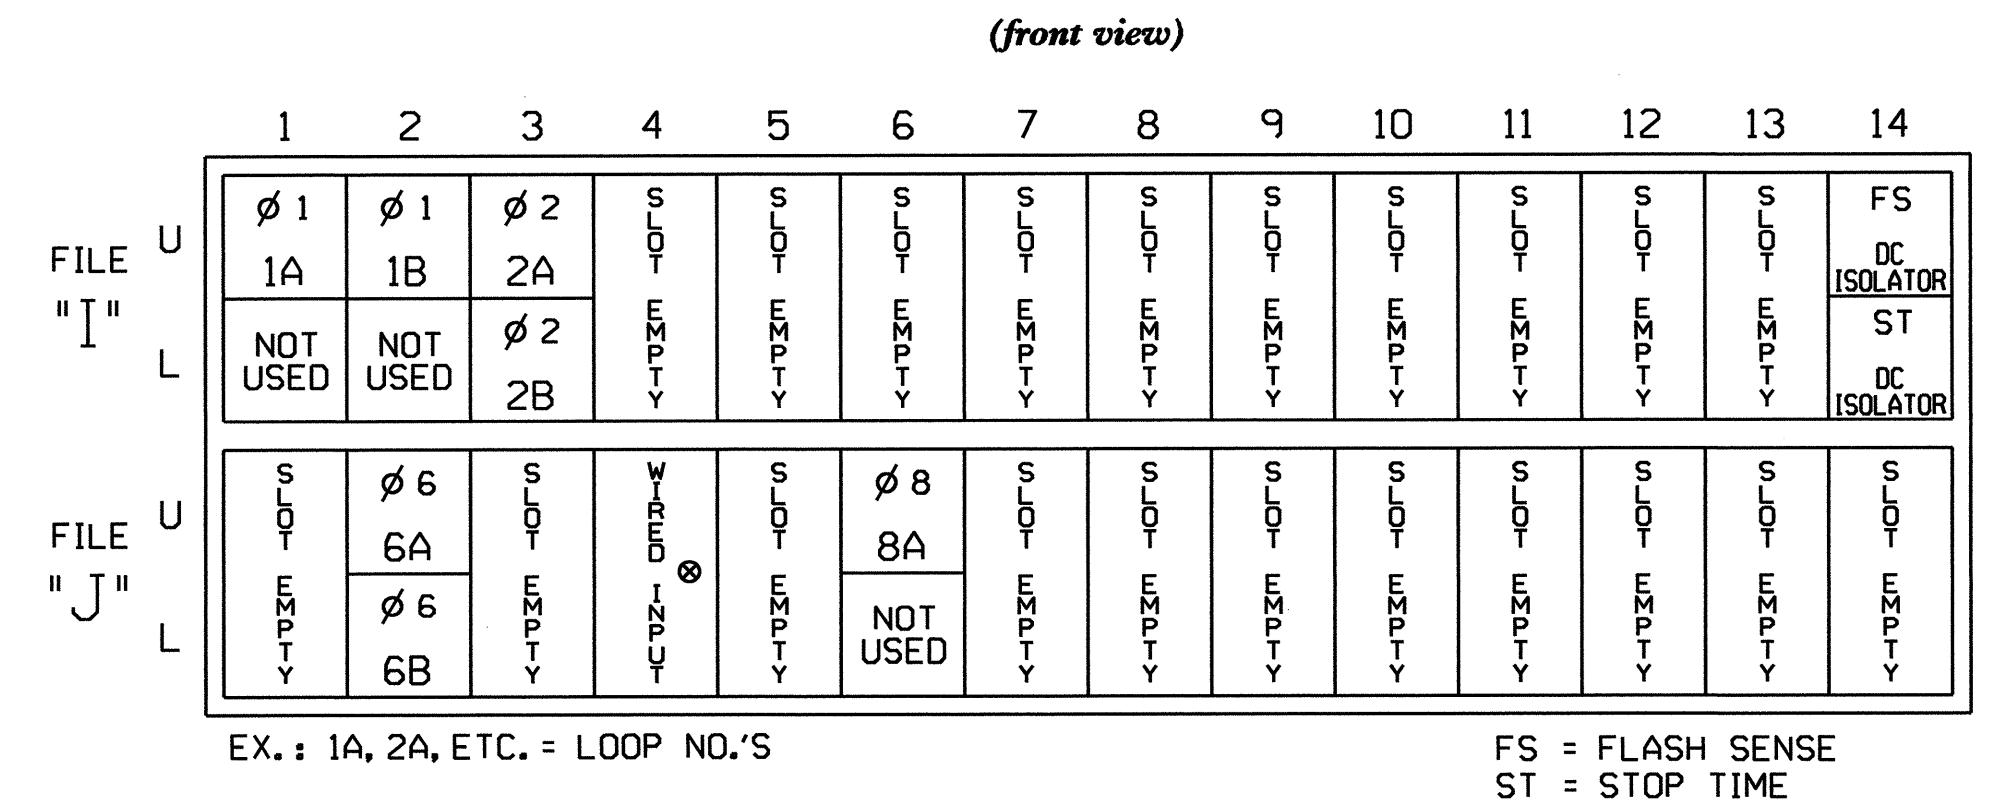 (front view)
1 2 3 4 5 6 7 8 9 10 11 12 13 14
FILE "I"
U
L
Ø 1
1A
NOT
USED
Ø 1
1B
NOT
USED
Ø 2
2A
Ø 2
2B
SLOT EMPTY
SLOT EMPTY
SLOT EMPTY
SLOT EMPTY
SLOT EMPTY
SLOT EMPTY
SLOT EMPTY
SLOT EMPTY
SLOT EMPTY
SLOT EMPTY
FS
DC
ISOLATOR
ST
DC
ISOLATOR
FILE "J"
U
L
SLOT EMPTY
Ø 6
6A
Ø 6
6B
SLOT EMPTY
WIRED INPUT ⊗
SLOT EMPTY
Ø 8
8A
NOT
USED
SLOT EMPTY
SLOT EMPTY
SLOT EMPTY
SLOT EMPTY
SLOT EMPTY
SLOT EMPTY
SLOT EMPTY
SLOT EMPTY
EX.: 1A, 2A, ETC. = LOOP NO.'S
FS = FLASH SENSE
ST = STOP TIME